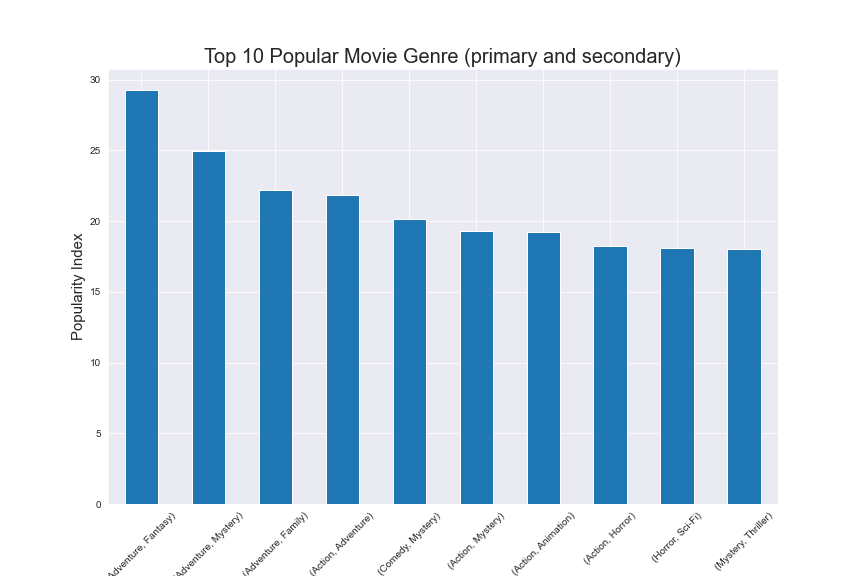 Top 10 Popular Movie Genre (primary and secondary)
Popularity Index
30
25
20
15
10
5
0
Adventure, Fantasy)
Adventure, Mystery)
(Adventure, Family)
(Action, Adventure)
(Comedy, Mystery)
(Action, Mystery)
(Action, Animation)
(Action, Horror)
(Horror, Sci-Fi)
(Mystery, Thriller)